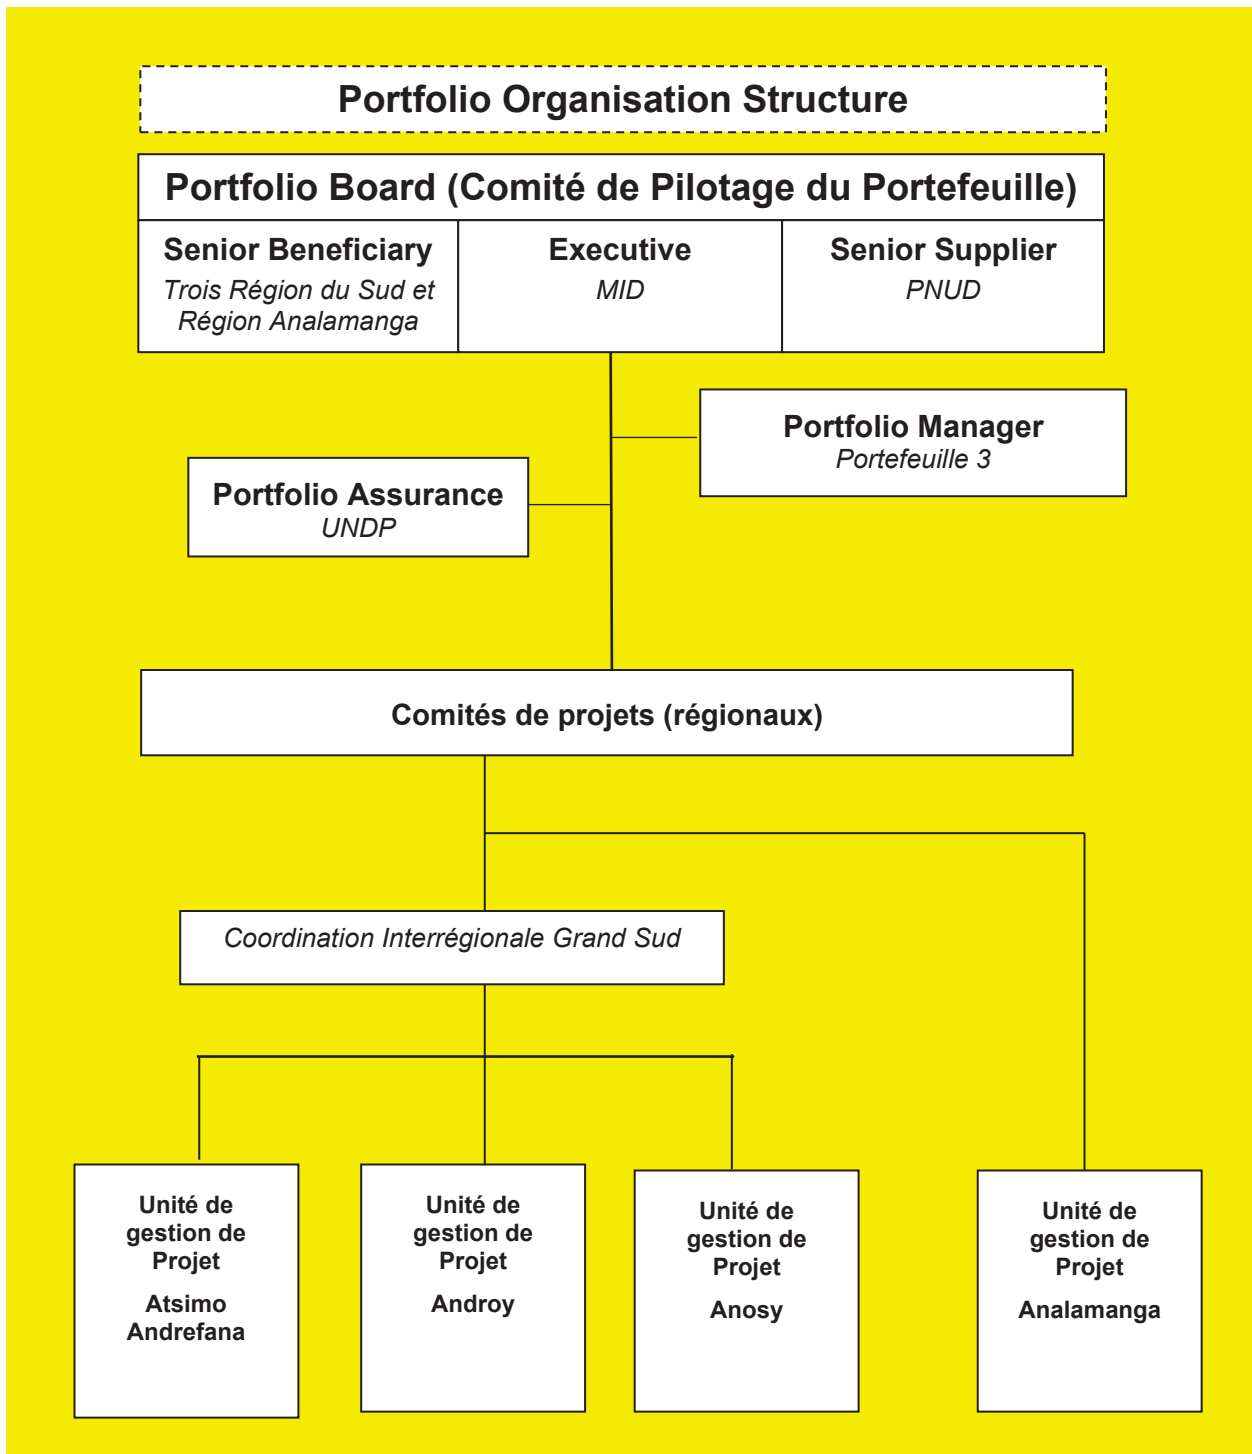 Portfolio Organisation Structure
Portfolio Board (Comité de Pilotage du Portefeuille)
Senior Beneficiary
Trois Région du Sud et
Région Analamanga
Executive
MID
Senior Supplier
PNUD
Portfolio Manager
Portefeuille 3
Portfolio Assurance
UNDP
Comités de projets (régionaux)
Coordination Interrégionale Grand Sud
Unité de
gestion de
Projet
Atsimo
Andrefana
Unité de
gestion de
Projet
Androy
Unité de
gestion de
Projet
Anosy
Unité de
gestion de
Projet
Analamanga